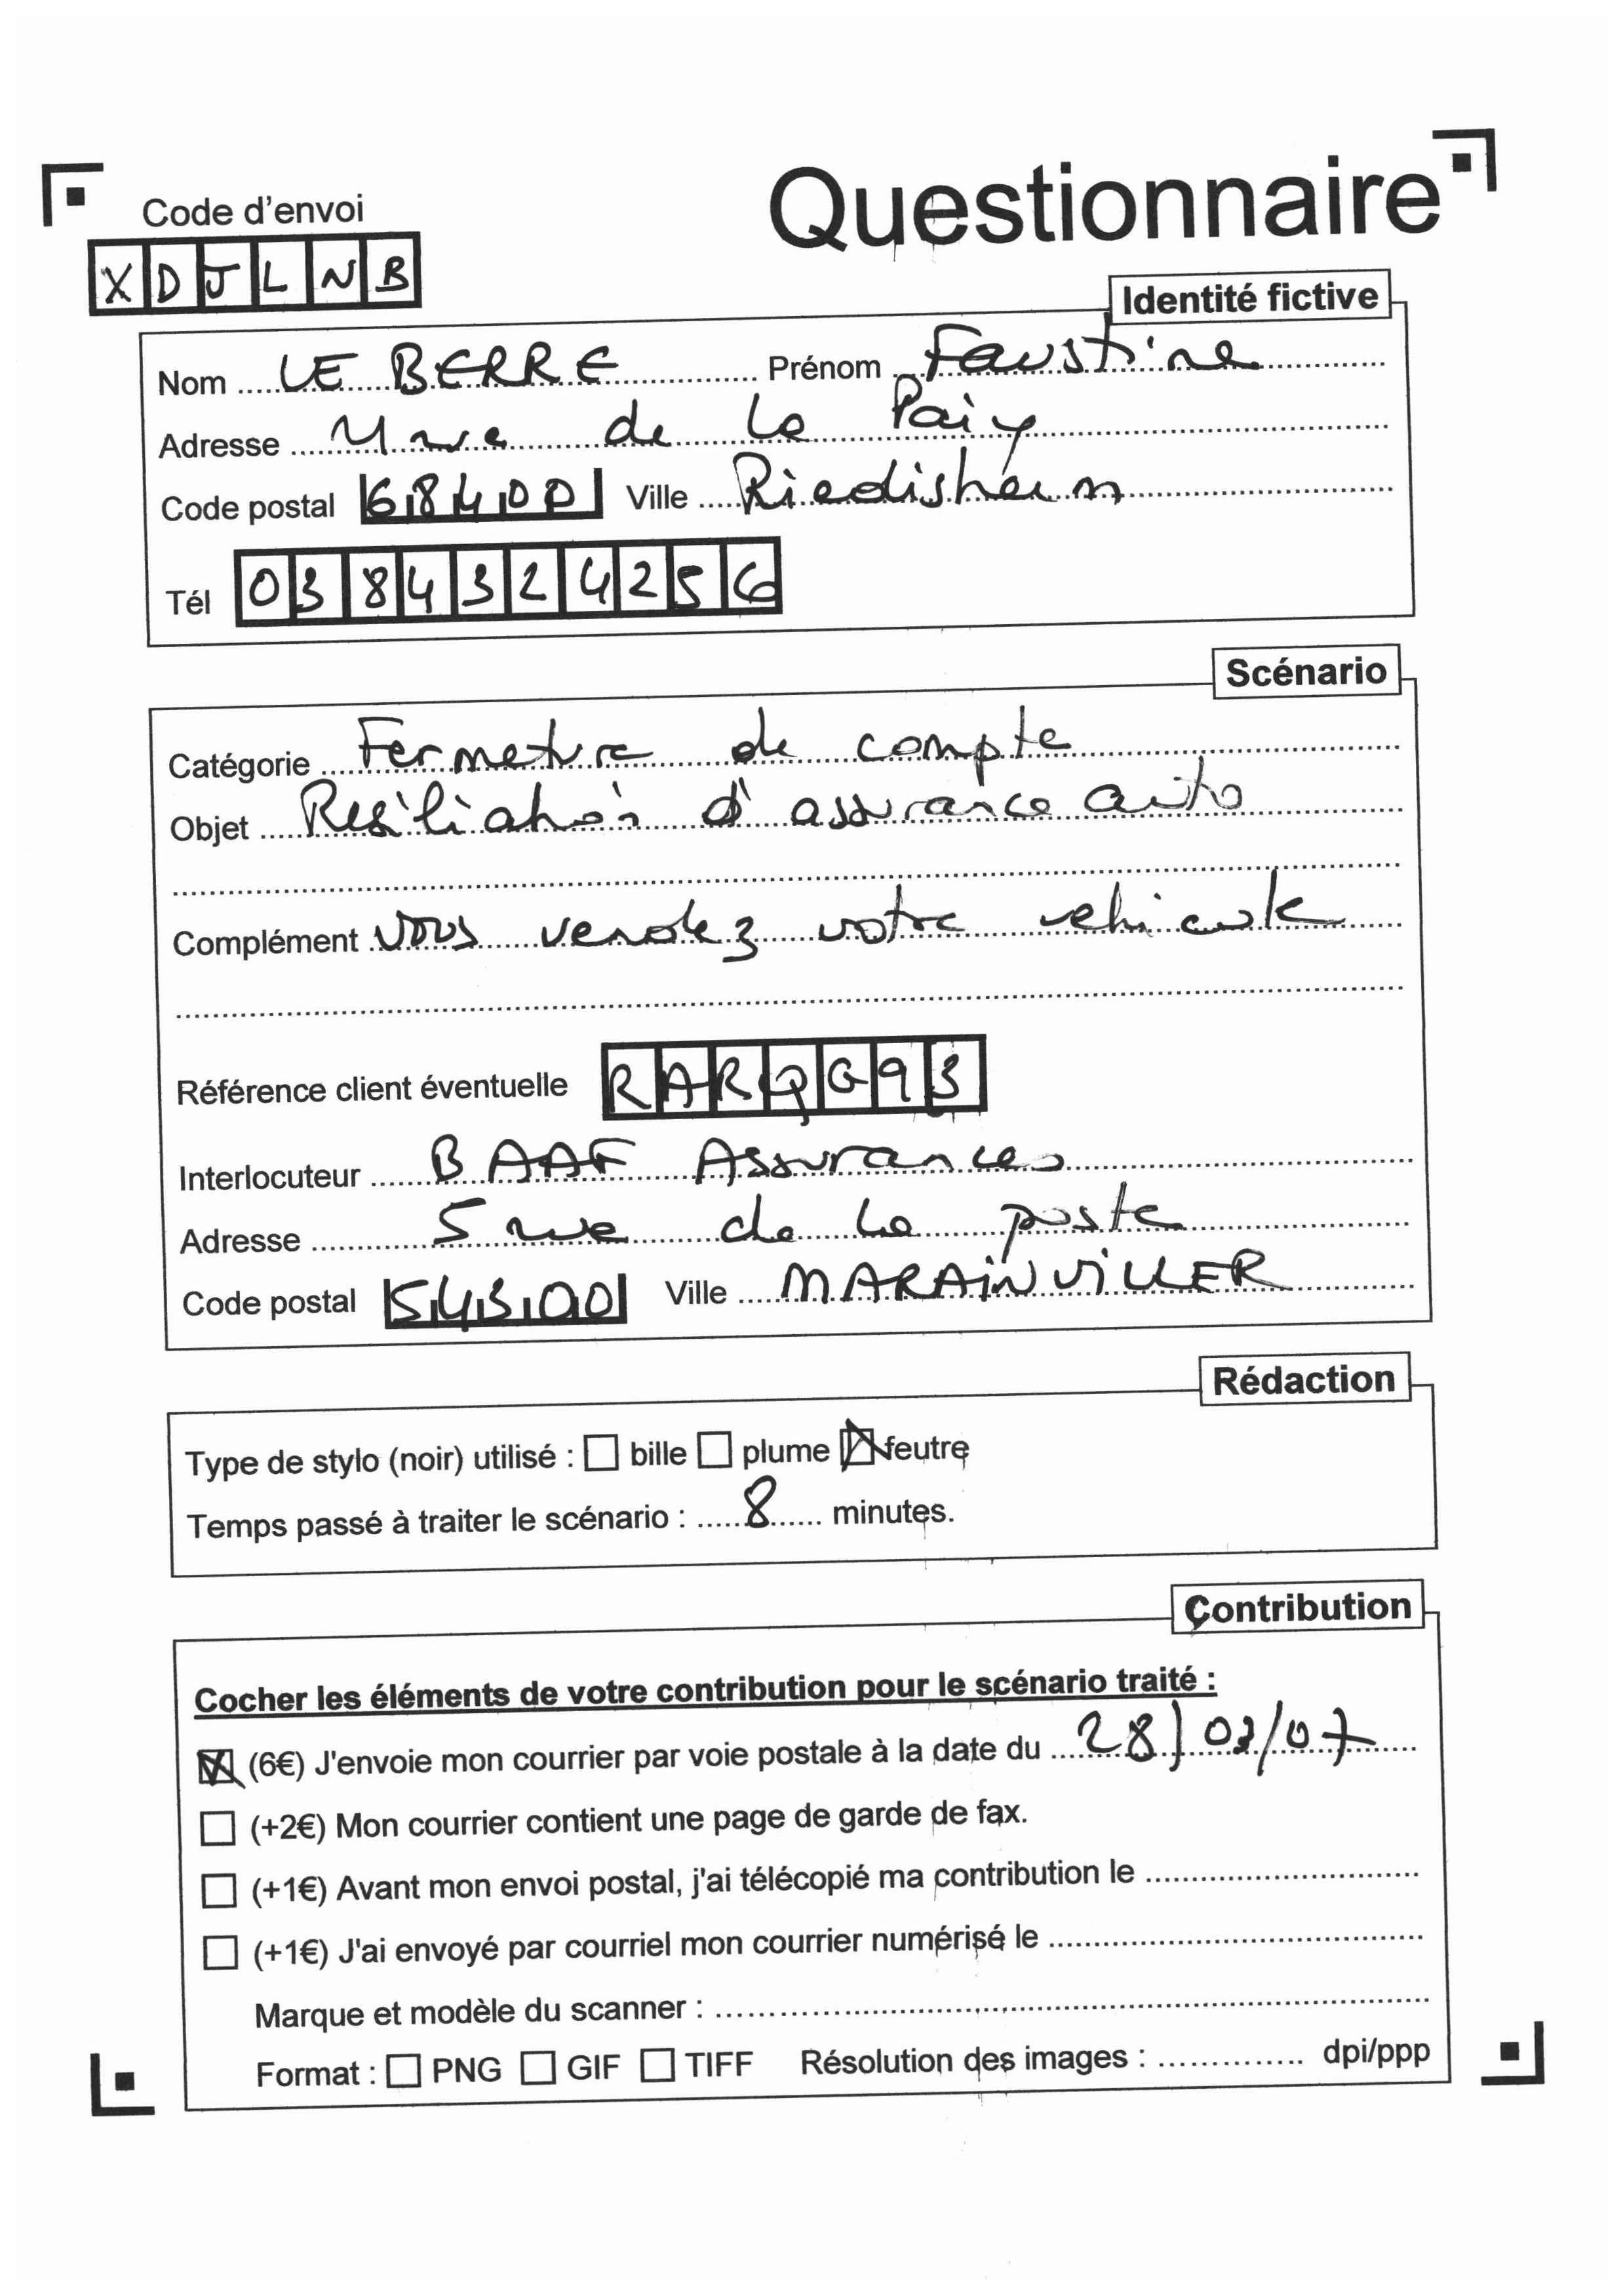 Questionnaire
Code d'envoi
XDJLNB
Identité fictive
Nom LE BERRE Prénom Faustine
Adresse rue de la Paix
Code postal 68400 Ville Riedisheim
Tél 0384324256
Scénario
Catégorie Fermeture de compte
Objet Resiliation d'assurance auto
Complément vous vendez votre vehicule
Référence client éventuelle RARQG93
Interlocuteur BAAF Assurances
Adresse 5 rue de la poste
Code postal 54300 Ville MARAINVILLER
Rédaction
Type de stylo (noir) utilisé : bille plume feutre
Temps passé à traiter le scénario : 8 minutes.
Contribution
Cocher les éléments de votre contribution pour le scénario traité :
(6€) J'envoie mon courrier par voie postale à la date du 28/02/07
(+2€) Mon courrier contient une page de garde de fax.
(+1€) Avant mon envoi postal, j'ai télécopié ma contribution le
(+1€) J'ai envoyé par courriel mon courrier numérisé le
Marque et modèle du scanner :
Format : PNG GIF TIFF Résolution des images : dpi/ppp